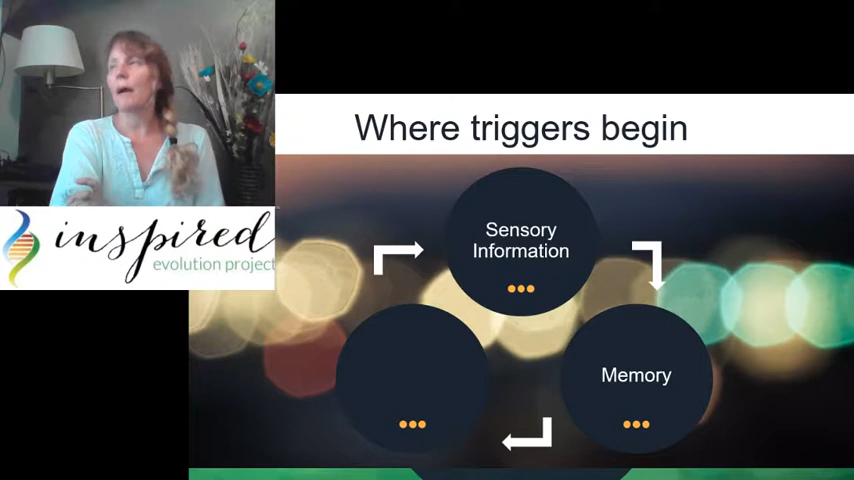 Where triggers begin
Sensory
Information
Memory
inspired
evolution project